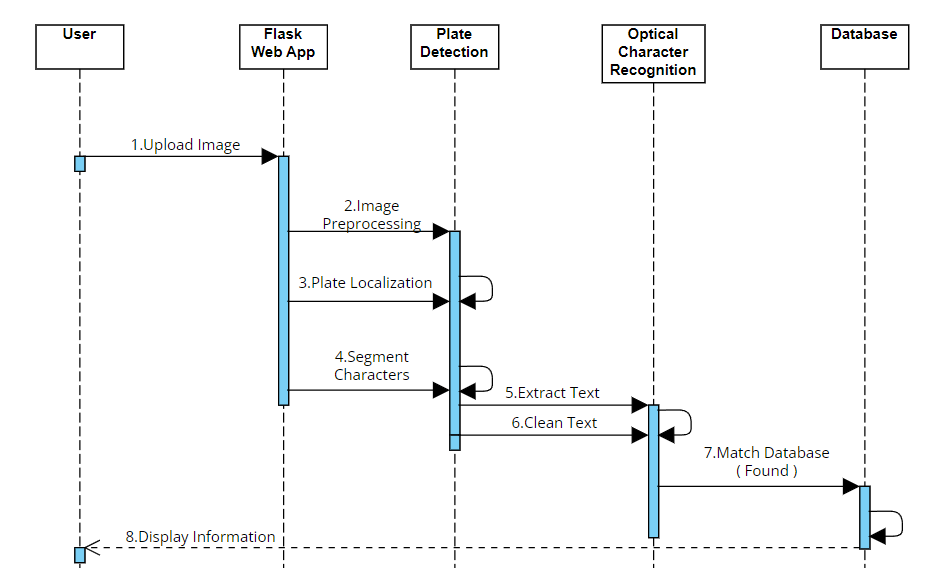 User
Flask
Web App
Plate
Detection
Optical
Character
Recognition
Database
1.Upload Image
2.Image
Preprocessing
3.Plate Localization
4.Segment
Characters
5.Extract Text
6.Clean Text
7.Match Database
( Found )
8.Display Information